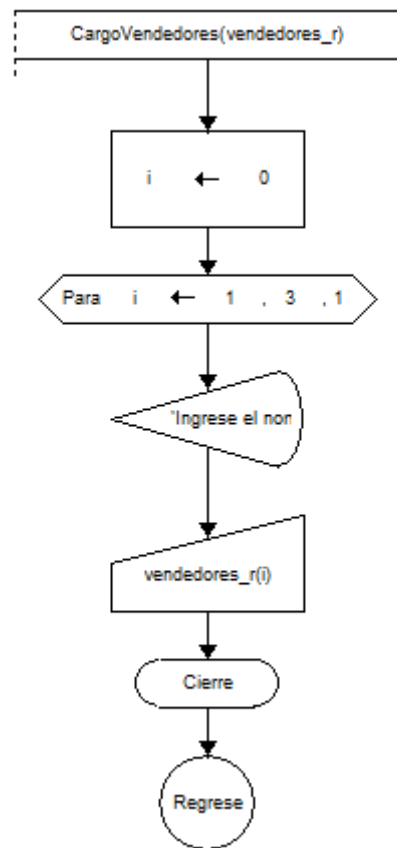 CargoVendedores(vendedores_r)
i ← 0
Para i ← 1 , 3 , 1
'Ingrese el non
vendedores_r(i)
Cierre
Regrese